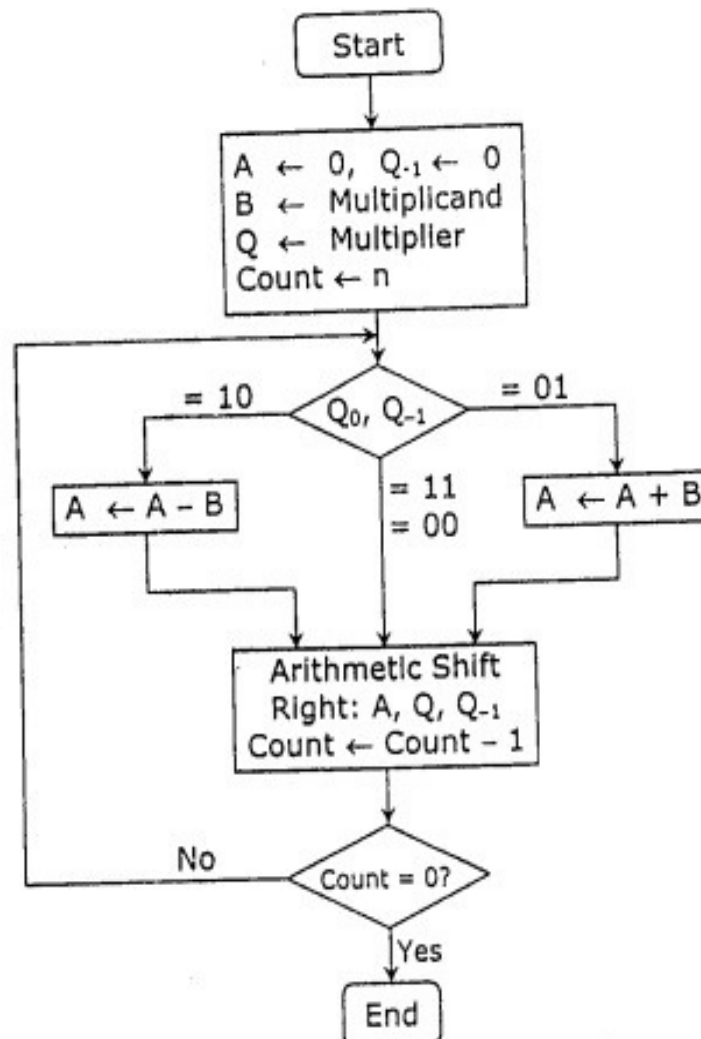 Start
A ← 0, Q₋₁ ← 0
B ← Multiplicand
Q ← Multiplier
Count ← n
= 10
Q₀, Q₋₁
= 01
A ← A – B
= 11
= 00
A ← A + B
Arithmetic Shift
Right: A, Q, Q₋₁
Count ← Count – 1
No
Count = 0?
Yes
End